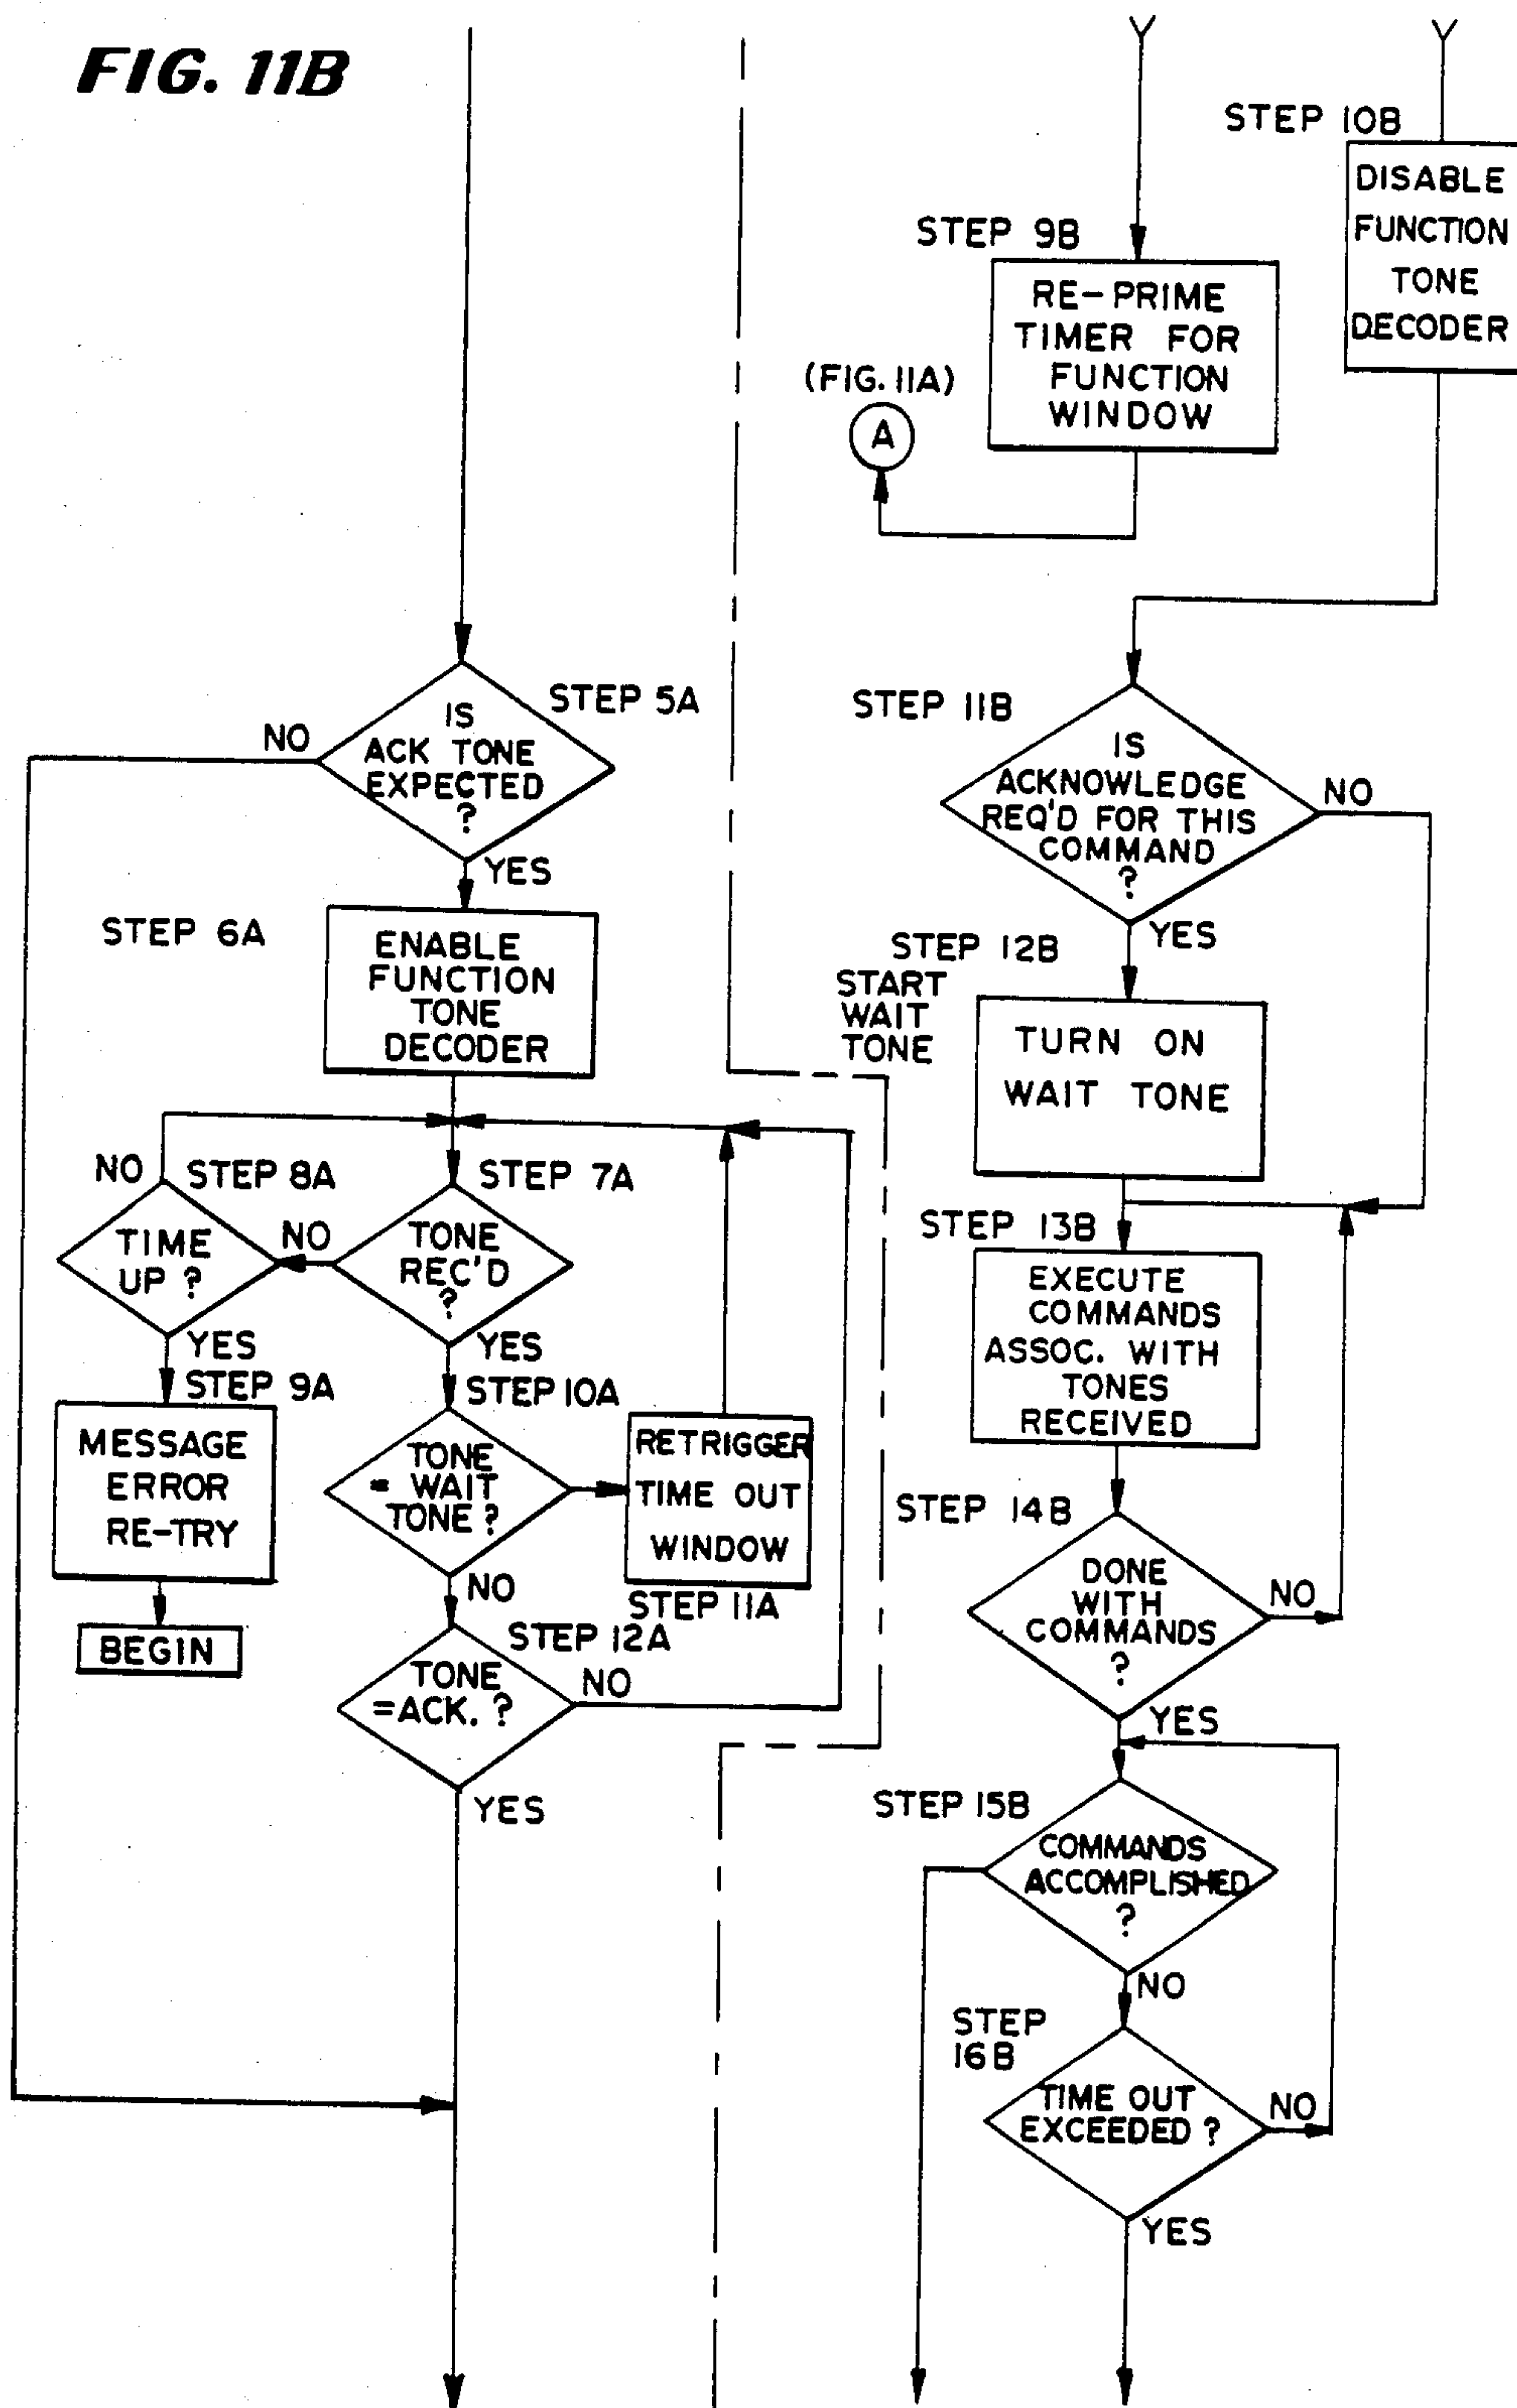 FIG. 11B
STEP 5A
IS
ACK TONE
EXPECTED
?
NO
YES
STEP 6A
ENABLE
FUNCTION
TONE
DECODER
NO
STEP 8A
TIME
UP ?
NO
STEP 7A
TONE
REC'D
?
YES
STEP 9A
MESSAGE
ERROR
RE-TRY
BEGIN
YES
STEP 10A
TONE
= WAIT
TONE ?
NO
RETRIGGER
TIME OUT
WINDOW
STEP 11A
STEP 12A
TONE
=ACK. ?
NO
YES
STEP 9B
RE-PRIME
TIMER FOR
FUNCTION
WINDOW
(FIG. 11A)
A
STEP 10B
DISABLE
FUNCTION
TONE
DECODER
STEP 11B
IS
ACKNOWLEDGE
REQ'D FOR THIS
COMMAND
?
NO
YES
STEP 12B
START
WAIT
TONE
TURN ON
WAIT TONE
STEP 13B
EXECUTE
COMMANDS
ASSOC. WITH
TONES
RECEIVED
STEP 14B
DONE
WITH
COMMANDS
?
NO
YES
STEP 15B
COMMANDS
ACCOMPLISHED
?
NO
STEP
16B
TIME OUT
EXCEEDED ?
NO
YES